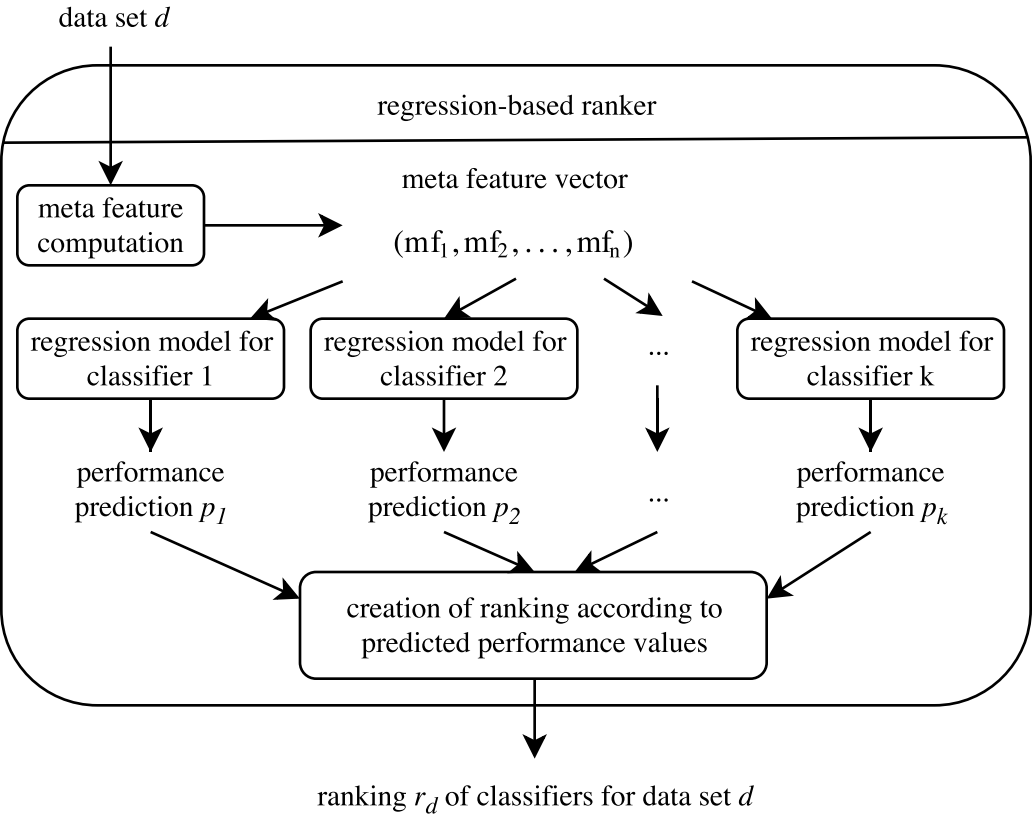 data set d
regression-based ranker
meta feature vector
meta feature
computation
(mf₁, mf₂, . . . , mfₙ)
regression model for
classifier 1
regression model for
classifier 2
...
regression model for
classifier k
performance
prediction p₁
performance
prediction p₂
...
performance
prediction pₖ
creation of ranking according to
predicted performance values
ranking r_d of classifiers for data set d